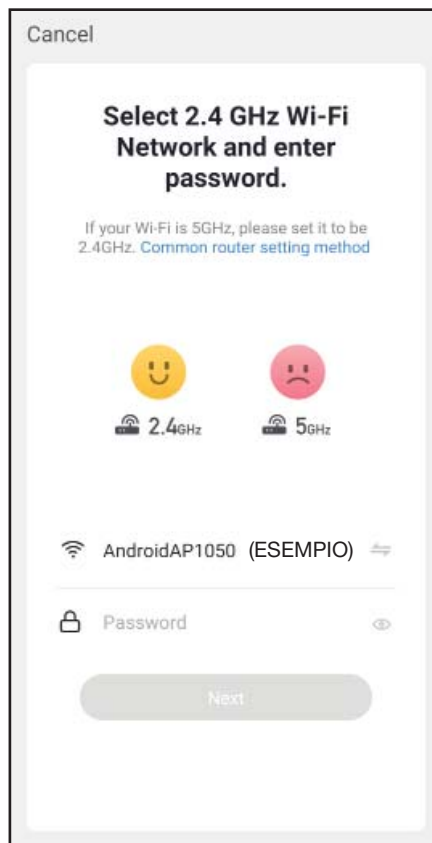 Cancel
Select 2.4 GHz Wi-Fi
Network and enter
password.
If your Wi-Fi is 5GHz, please set it to be
2.4GHz. Common router setting method
2.4GHz 5GHz
AndroidAP1050 (ESEMPIO)
Password
Next